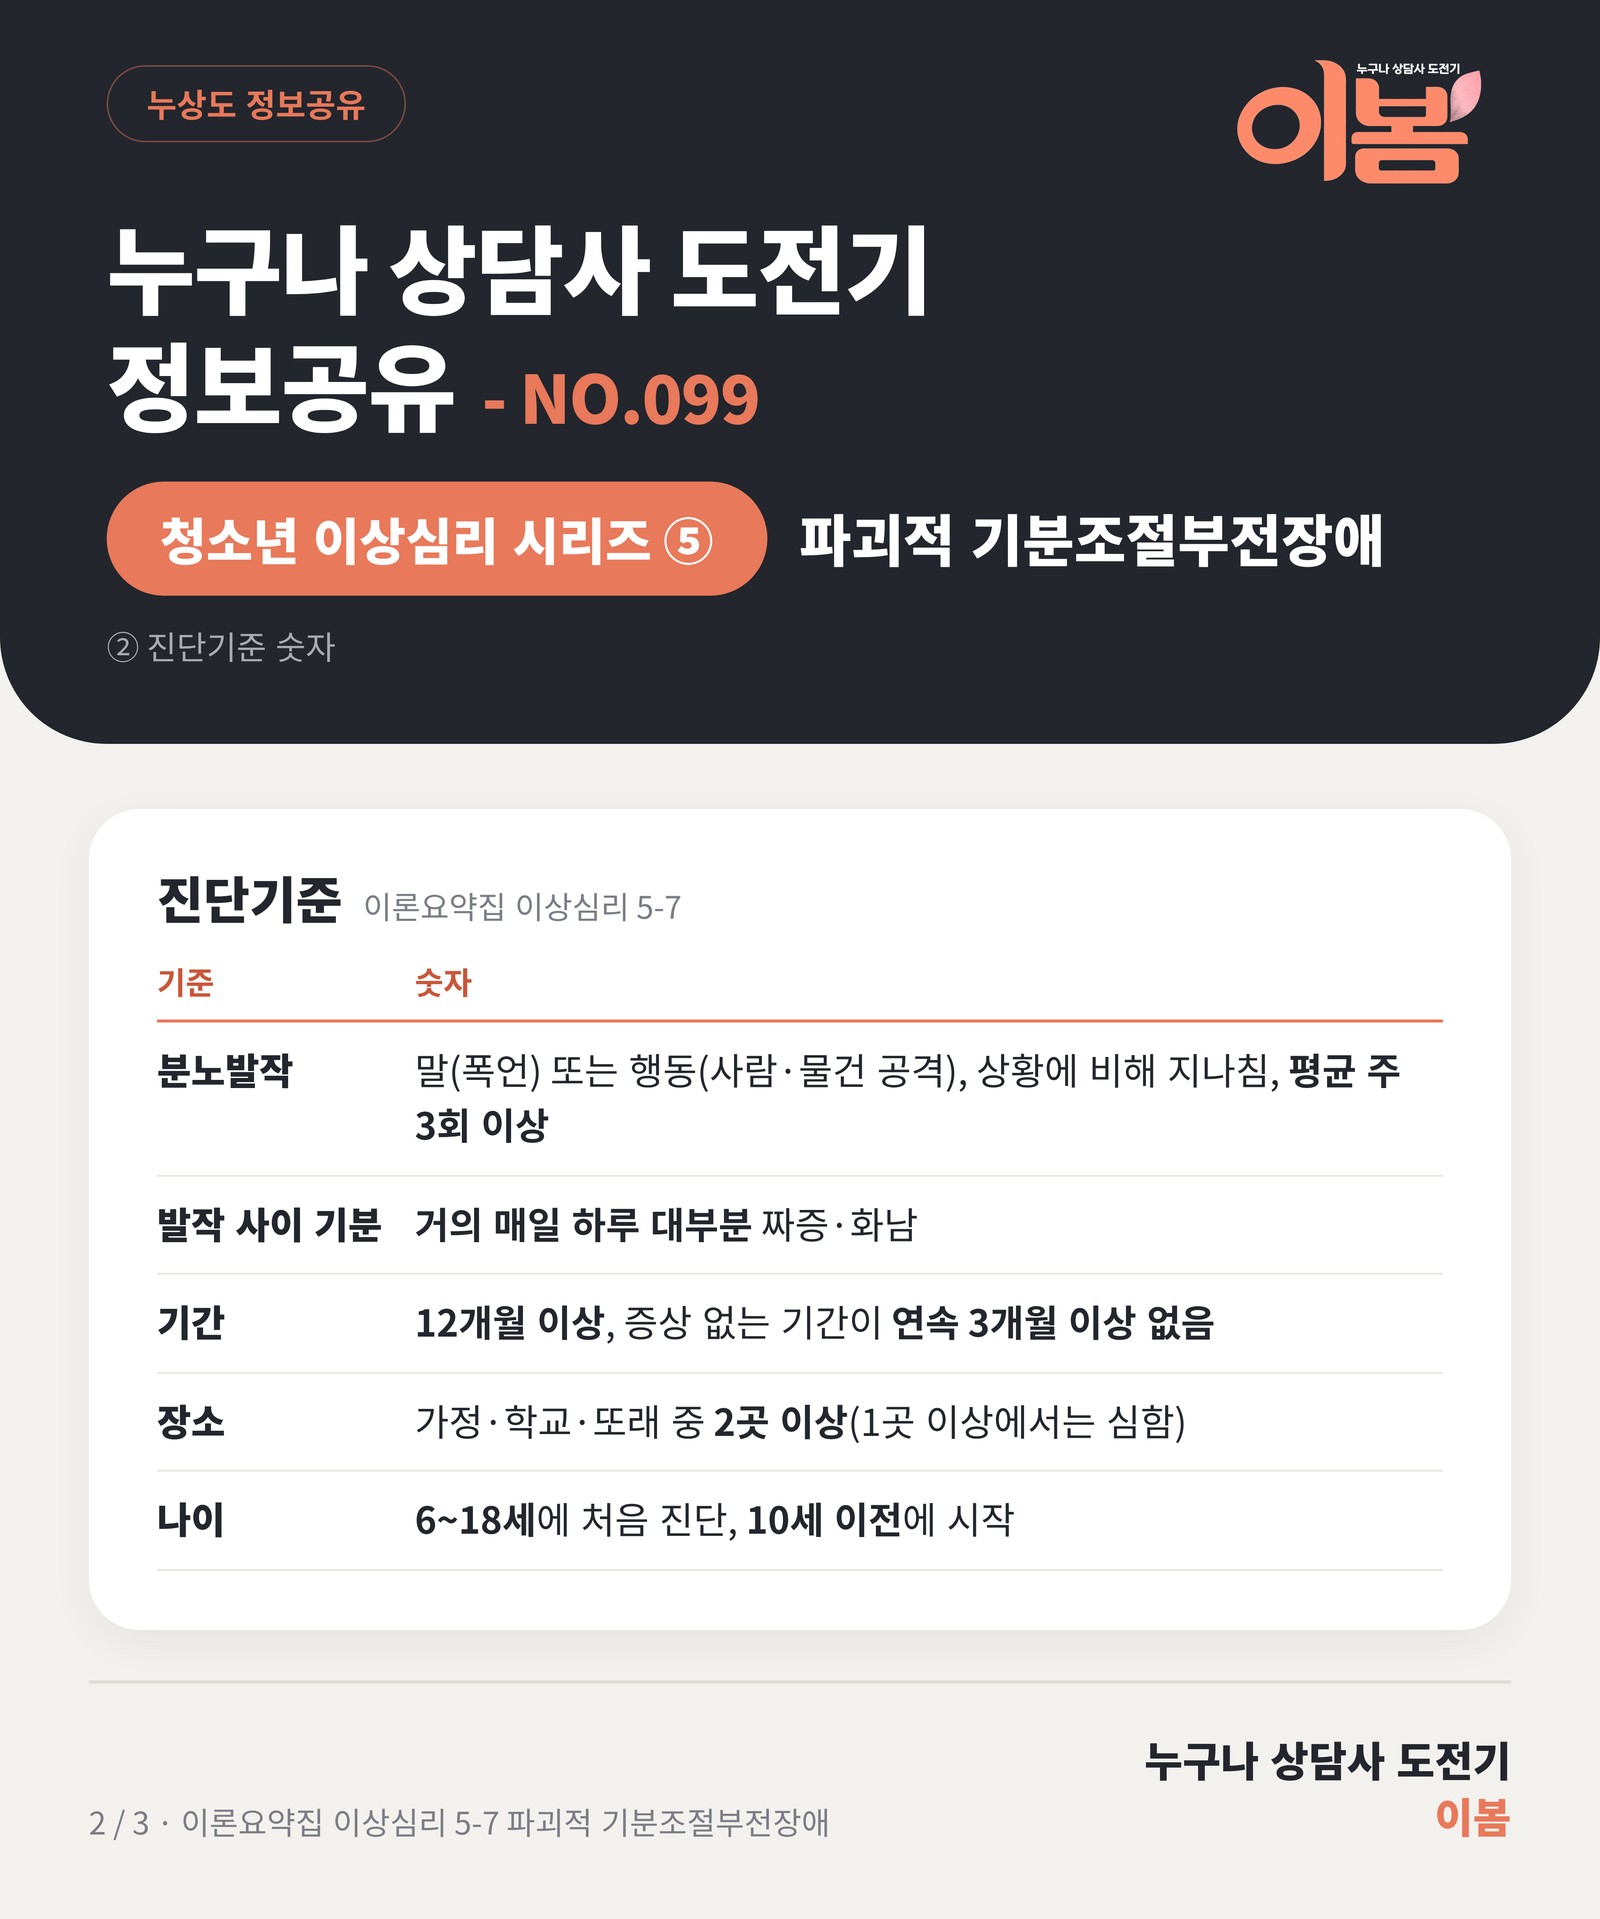 누상도 정보공유
누구나 상담사 도전기
이봄
누구나 상담사 도전기
정보공유 - NO.099
청소년 이상심리 시리즈 ⑤ 파괴적 기분조절부전장애
② 진단기준 숫자
진단기준 이론요약집 이상심리 5-7
기준 숫자
분노발작 말(폭언) 또는 행동(사람·물건 공격), 상황에 비해 지나침, 평균 주
3회 이상
발작 사이 기분 거의 매일 하루 대부분 짜증·화남
기간 12개월 이상, 증상 없는 기간이 연속 3개월 이상 없음
장소 가정·학교·또래 중 2곳 이상(1곳 이상에서는 심함)
나이 6~18세에 처음 진단, 10세 이전에 시작
누구나 상담사 도전기
2 / 3 · 이론요약집 이상심리 5-7 파괴적 기분조절부전장애
이봄